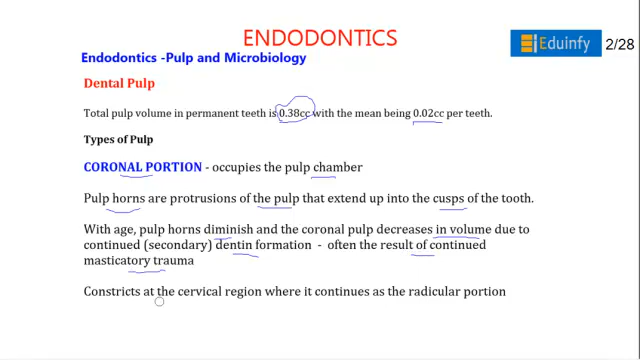 ENDODONTICS
Eduinfy
2/28
Endodontics -Pulp and Microbiology
Dental Pulp
Total pulp volume in permanent teeth is 0.38cc with the mean being 0.02cc per teeth.
Types of Pulp
CORONAL PORTION - occupies the pulp chamber
Pulp horns are protrusions of the pulp that extend up into the cusps of the tooth.
With age, pulp horns diminish and the coronal pulp decreases in volume due to
continued (secondary) dentin formation - often the result of continued
masticatory trauma
Constricts at the cervical region where it continues as the radicular portion